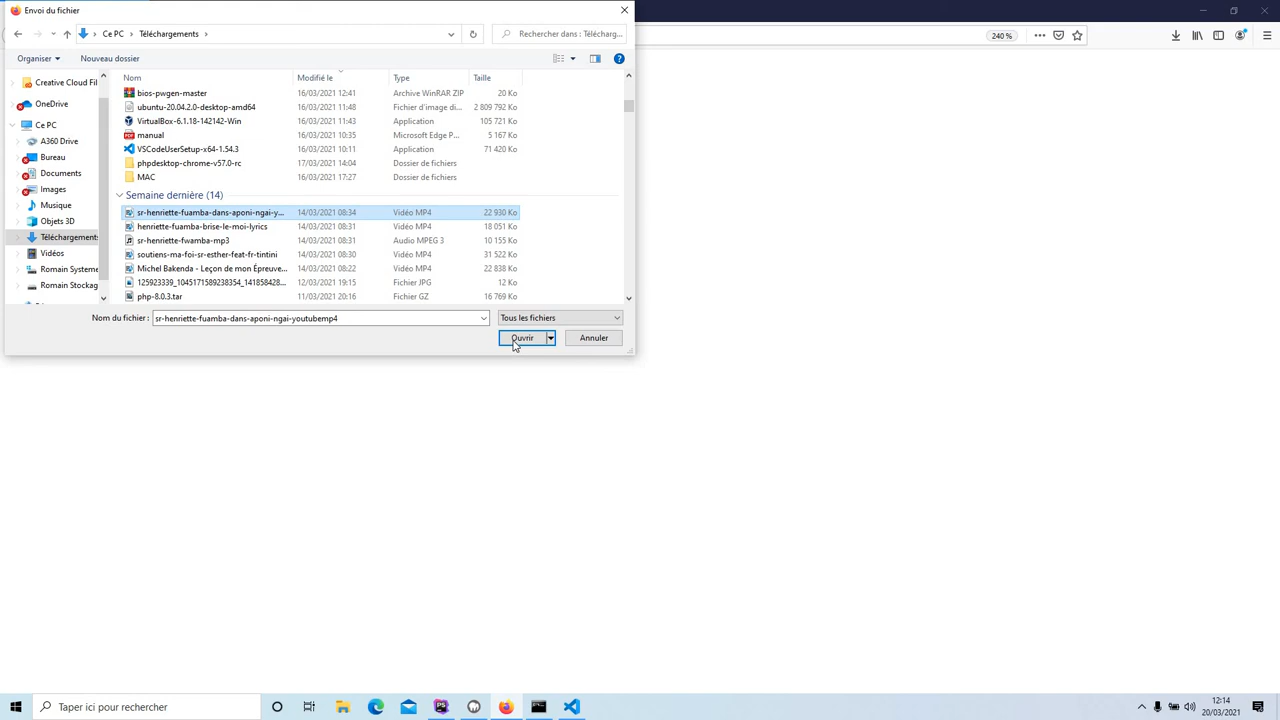 Envoi du fichier
Ce PC > Téléchargements >
Rechercher dans : Télécharg...
240 %
Organiser
Nouveau dossier
Nom
Modifié le
Type
Taille
Creative Cloud Fil
OneDrive
Ce PC
A360 Drive
Bureau
Documents
Images
Musique
Objets 3D
Téléchargements
Vidéos
Romain Systeme
Romain Stockag
bios-pwgen-master 16/03/2021 12:41 Archive WinRAR ZIP 20 Ko
ubuntu-20.04.2.0-desktop-amd64 16/03/2021 11:48 Fichier d'image di... 2 809 792 Ko
VirtualBox-6.1.18-142142-Win 16/03/2021 11:43 Application 105 721 Ko
manual 16/03/2021 10:35 Microsoft Edge P... 5 167 Ko
VSCodeUserSetup-x64-1.54.3 16/03/2021 10:11 Application 71 420 Ko
phpdesktop-chrome-v57.0-rc 17/03/2021 14:04 Dossier de fichiers
MAC 16/03/2021 17:27 Dossier de fichiers
Semaine dernière (14)
sr-henriette-fuamba-dans-aponi-ngai-y... 14/03/2021 08:34 Vidéo MP4 22 930 Ko
henriette-fuamba-brise-le-moi-lyrics 14/03/2021 08:31 Vidéo MP4 18 051 Ko
sr-henriette-fwamba-mp3 14/03/2021 08:31 Audio MPEG 3 10 155 Ko
soutiens-ma-foi-sr-esther-feat-fr-tintini 14/03/2021 08:30 Vidéo MP4 31 522 Ko
Michel Bakenda - Leçon de mon Épreuve... 14/03/2021 08:22 Vidéo MP4 22 838 Ko
125923339_1045171589238354_141858428... 12/03/2021 19:15 Fichier JPG 12 Ko
php-8.0.3.tar 11/03/2021 20:16 Fichier GZ 16 769 Ko
Nom du fichier : sr-henriette-fuamba-dans-aponi-ngai-youtubemp4
Tous les fichiers
Ouvrir
Annuler
Taper ici pour rechercher
PS
12:14
20/03/2021